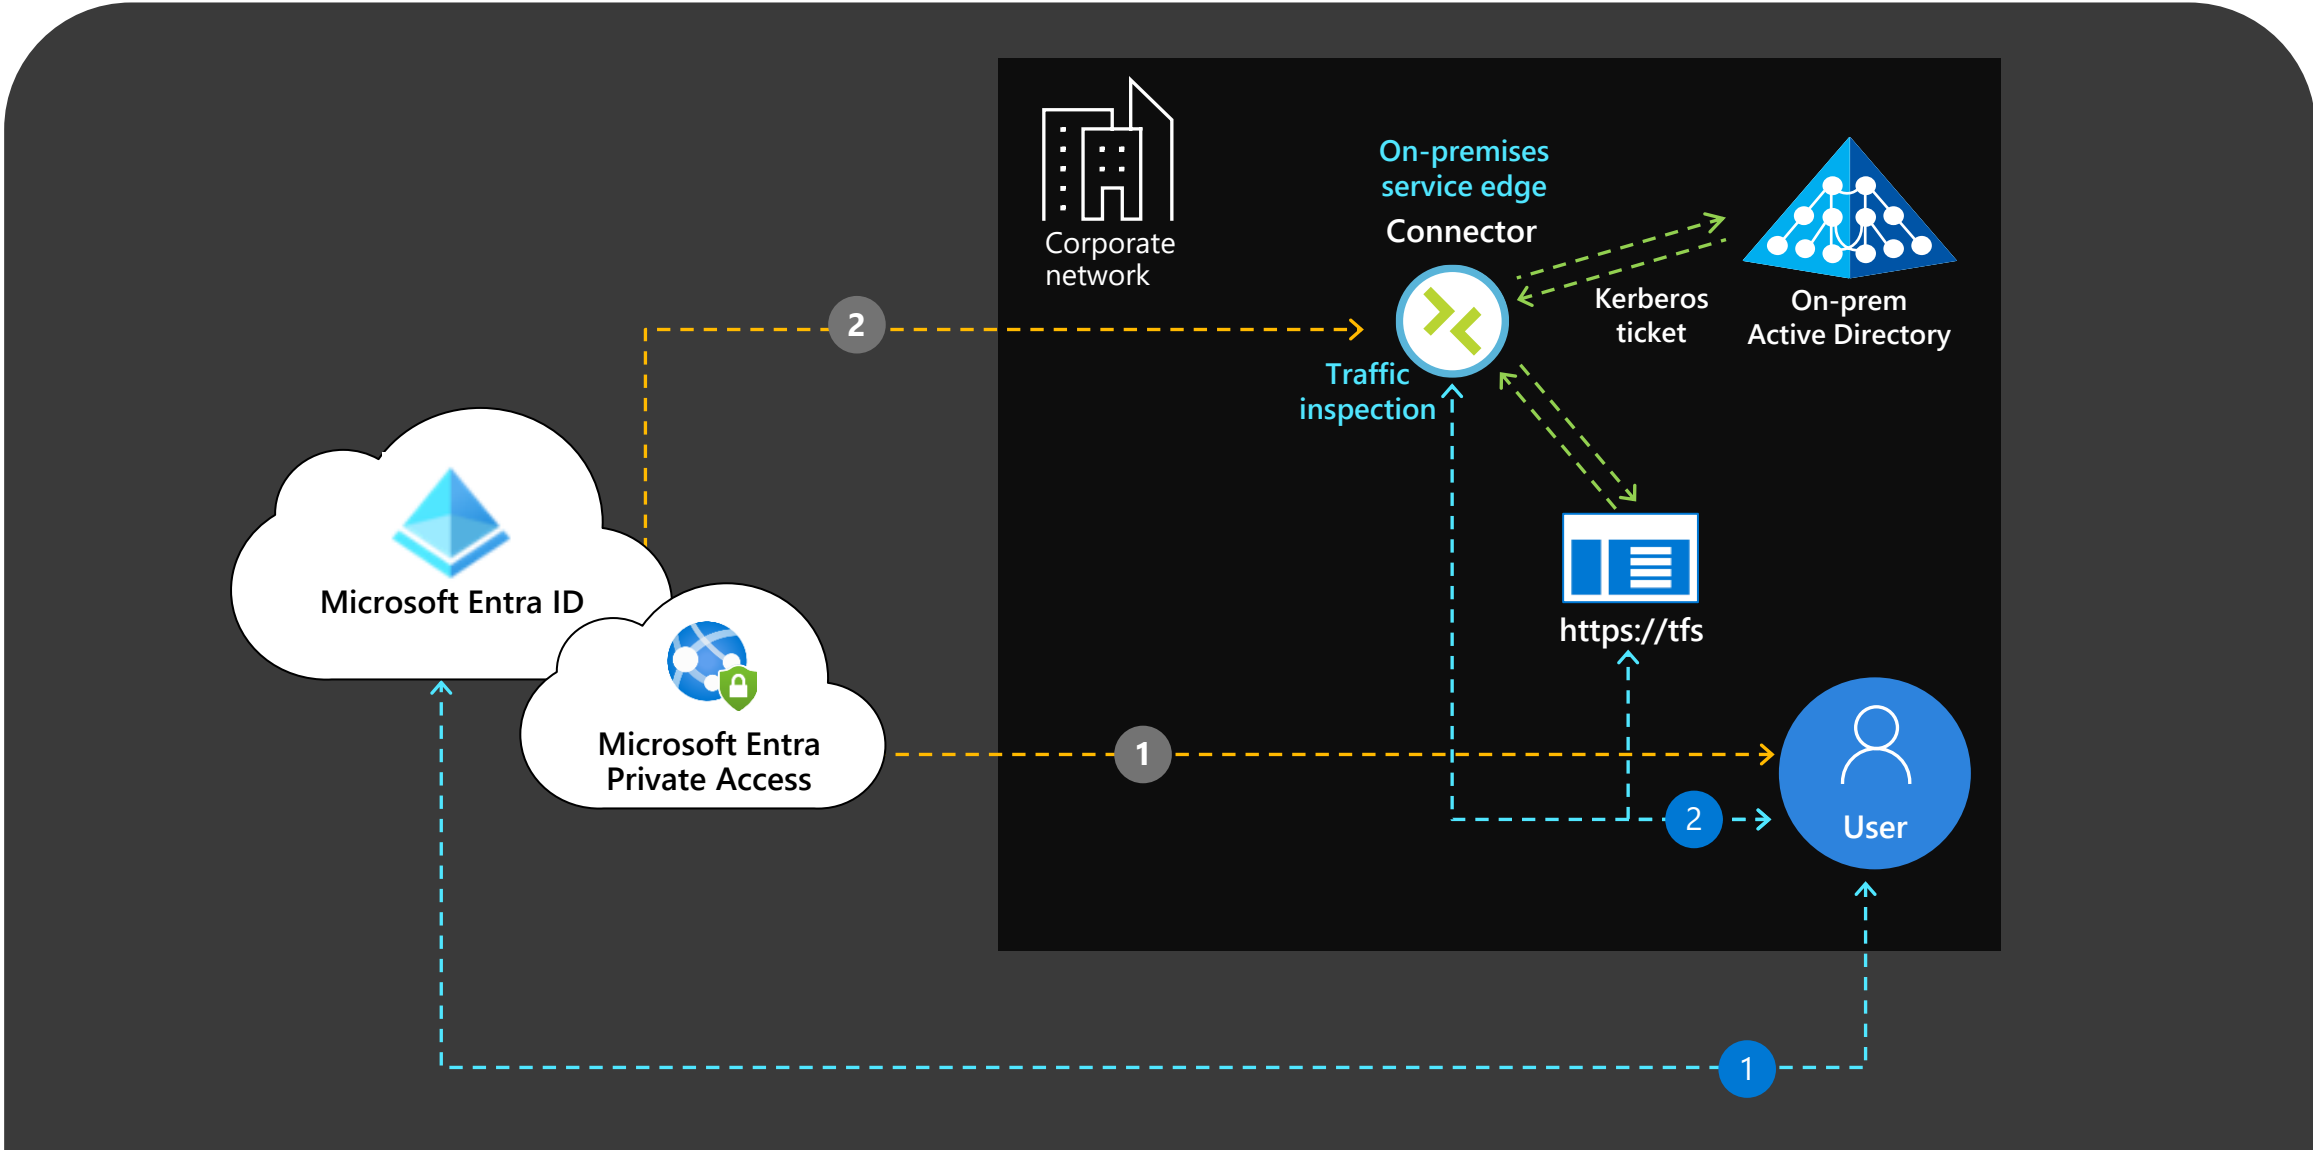 Corporate
network
On-premises
service edge
Connector
Kerberos
ticket
On-prem
Active Directory
2
Traffic
inspection
Microsoft Entra ID
https://tfs
Microsoft Entra
Private Access
1
2
User
1